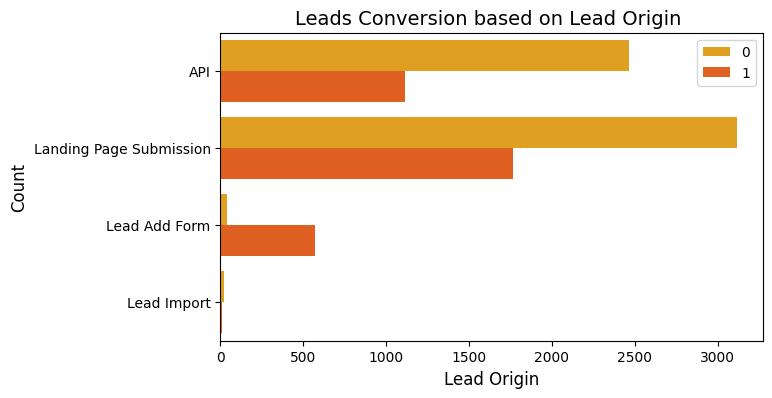 Leads Conversion based on Lead Origin
0
1
API
Landing Page Submission
Lead Add Form
Lead Import
Count
0 500 1000 1500 2000 2500 3000
Lead Origin